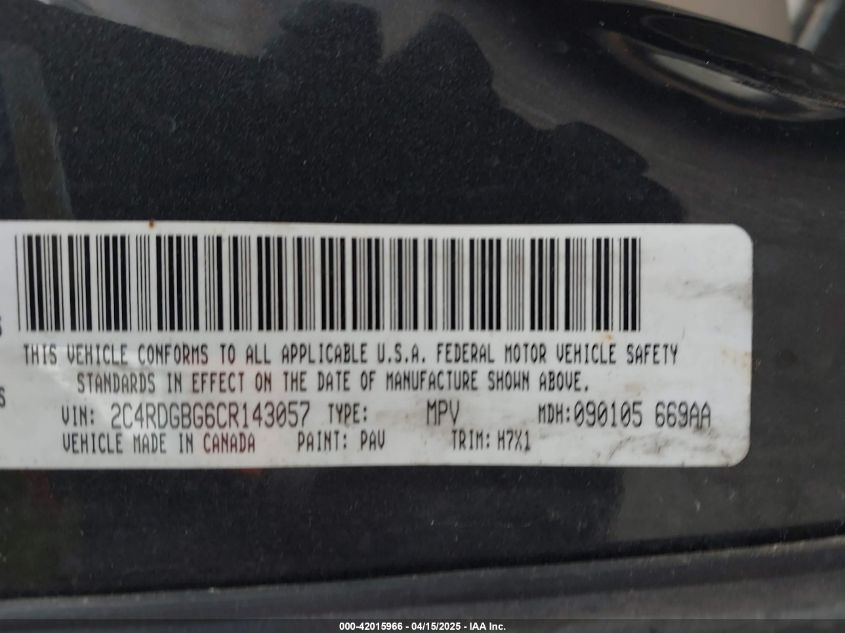 THIS VEHICLE CONFORMS TO ALL APPLICABLE U.S.A. FEDERAL MOTOR VEHICLE SAFETY
STANDARDS IN EFFECT ON THE DATE OF MANUFACTURE SHOWN ABOVE.
VIN: 2C4RDGBG6CR143057 TYPE: MPV MDH:090105 669AA
VEHICLE MADE IN CANADA PAINT: PAV TRIM: H7X1
000-42015966 - 04/15/2025 - IAA Inc.